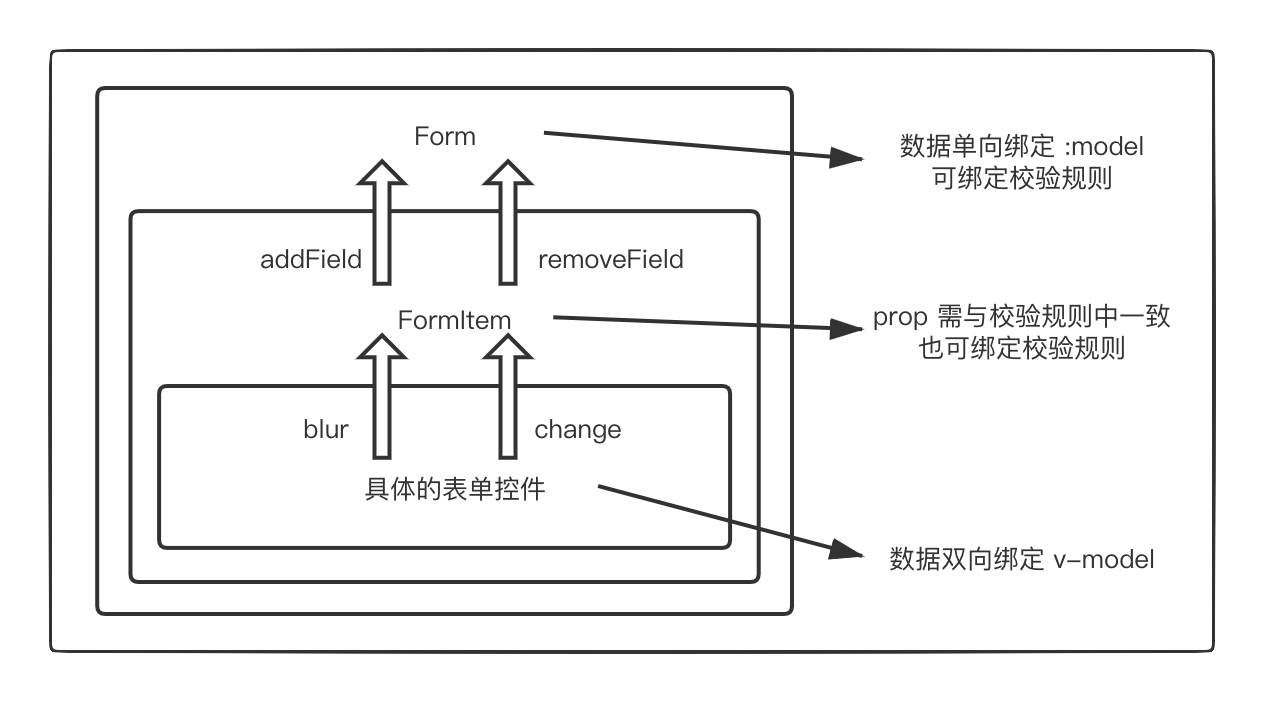 Form
数据单向绑定 :model
可绑定校验规则
addField
removeField
FormItem
prop 需与校验规则中一致
也可绑定校验规则
blur
change
具体的表单控件
数据双向绑定 v-model